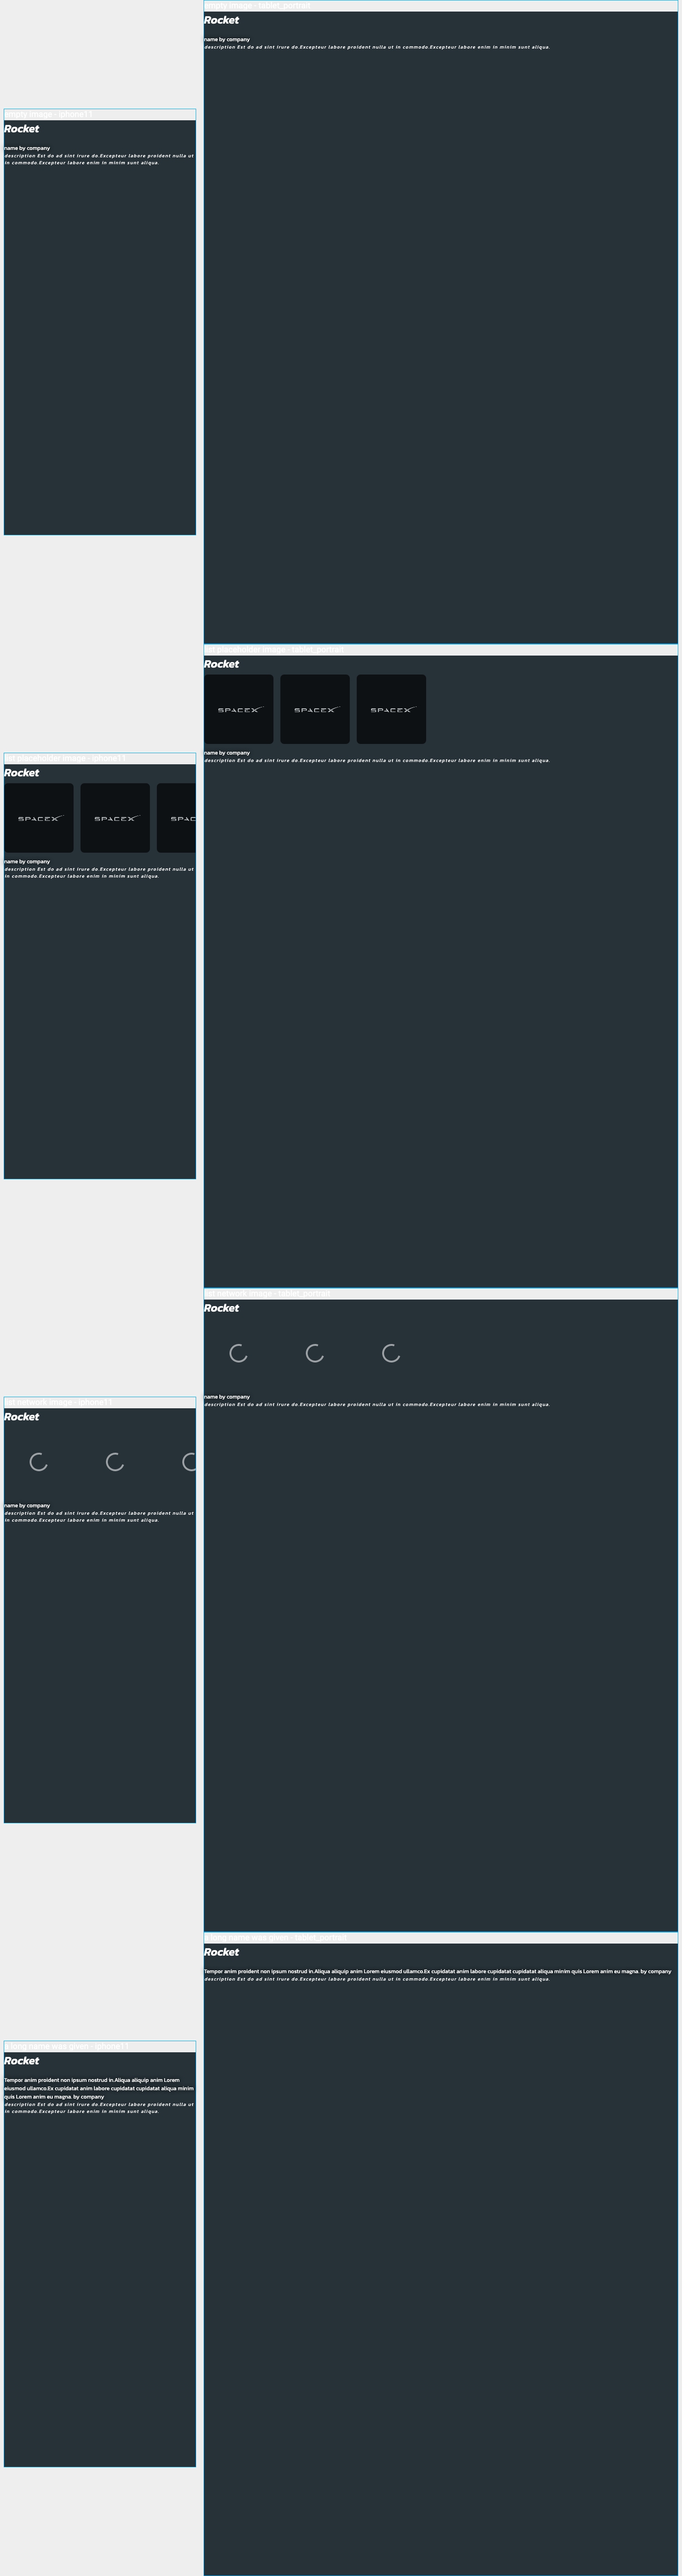 empty image - tablet_portrait
Rocket
name by company
description Est do ad sint irure do.Excepteur labore proident nulla ut in commodo.Excepteur labore enim in minim sunt aliqua.
empty image - iphone11
Rocket
name by company
description Est do ad sint irure do.Excepteur labore proident nulla ut
in commodo.Excepteur labore enim in minim sunt aliqua.
placeholder image - tablet_portrait
Rocket
SPACEX
SPACEX
SPACEX
name by company
description Est do ad sint irure do.Excepteur labore proident nulla ut in commodo.Excepteur labore enim in minim sunt aliqua.
placeholder image - iphone11
Rocket
SPACEX
SPACEX
SPAC
name by company
description Est do ad sint irure do.Excepteur labore proident nulla ut
in commodo.Excepteur labore enim in minim sunt aliqua.
network image - tablet_portrait
Rocket
name by company
description Est do ad sint irure do.Excepteur labore proident nulla ut in commodo.Excepteur labore enim in minim sunt aliqua.
network image - iphone11
Rocket
name by company
description Est do ad sint irure do.Excepteur labore proident nulla ut
in commodo.Excepteur labore enim in minim sunt aliqua.
a long name was given - tablet_portrait
Rocket
Tempor anim proident non ipsum nostrud in.Aliqua aliquip anim Lorem eiusmod ullamco.Ex cupidatat anim labore cupidatat cupidatat aliqua minim quis Lorem anim eu magna. by company
description Est do ad sint irure do.Excepteur labore proident nulla ut in commodo.Excepteur labore enim in minim sunt aliqua.
a long name was given - iphone11
Rocket
Tempor anim proident non ipsum nostrud in.Aliqua aliquip anim Lorem
eiusmod ullamco.Ex cupidatat anim labore cupidatat cupidatat aliqua minim
quis Lorem anim eu magna. by company
description Est do ad sint irure do.Excepteur labore proident nulla ut
in commodo.Excepteur labore enim in minim sunt aliqua.